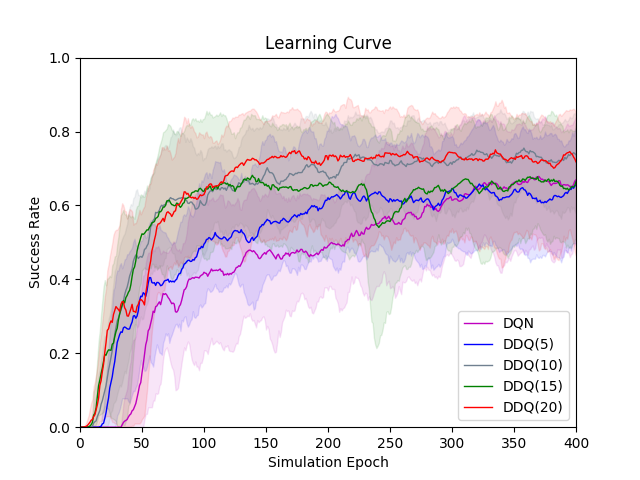 Learning Curve
1.0
0.8
0.6
0.4
0.2
0.0
Success Rate
0 50 100 150 200 250 300 350 400
Simulation Epoch
DQN
DDQ(5)
DDQ(10)
DDQ(15)
DDQ(20)